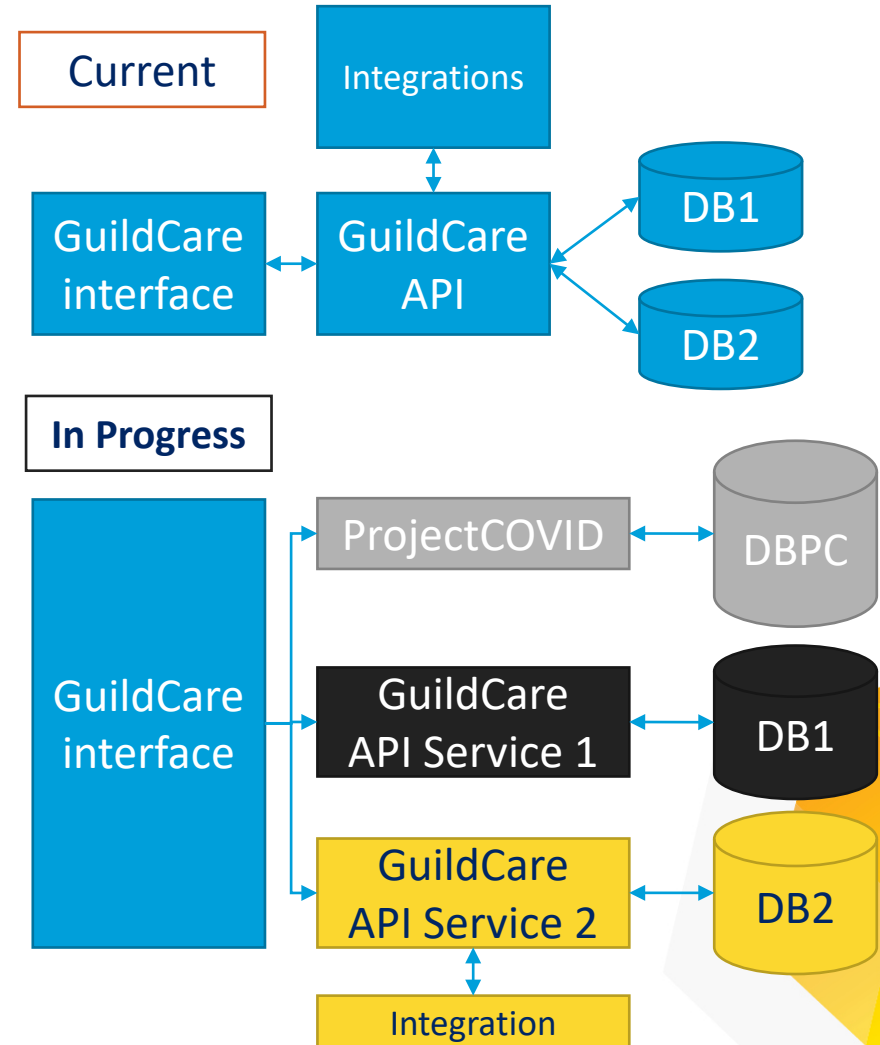 Current
Integrations
GuildCare
interface
GuildCare
API
DB1
DB2
In Progress
GuildCare
interface
ProjectCOVID
DBPC
GuildCare
API Service 1
DB1
GuildCare
API Service 2
DB2
Integration